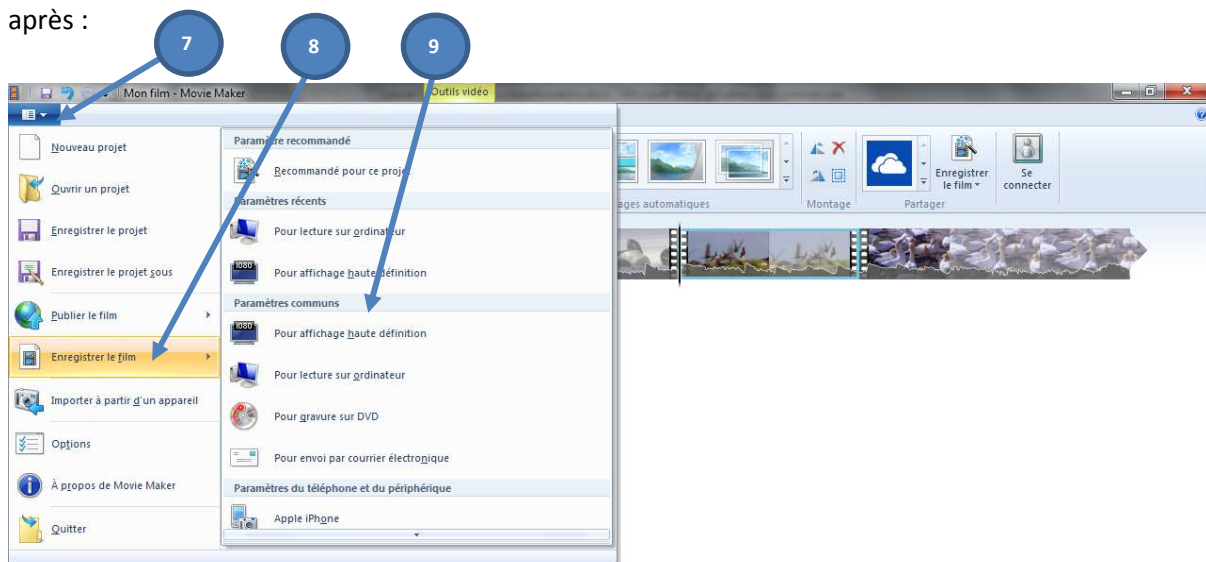 après :
7 8 9
Mon film - Movie Maker
Outils vidéo
Nouveau projet
Ouvrir un projet
Enregistrer le projet
Enregistrer le projet sous
Publier le film
Enregistrer le film
Importer à partir d'un appareil
Options
À propos de Movie Maker
Quitter
Paramètre recommandé
Recommandé pour ce projet
Paramètres récents
Pour lecture sur ordinateur
1080
Pour affichage haute définition
Paramètres communs
1080
Pour affichage haute définition
Pour lecture sur ordinateur
Pour gravure sur DVD
Pour envoi par courrier électronique
Paramètres du téléphone et du périphérique
Apple iPhone
Enregistrer
le film
Se
connecter
ages automatiques
Montage
Partager